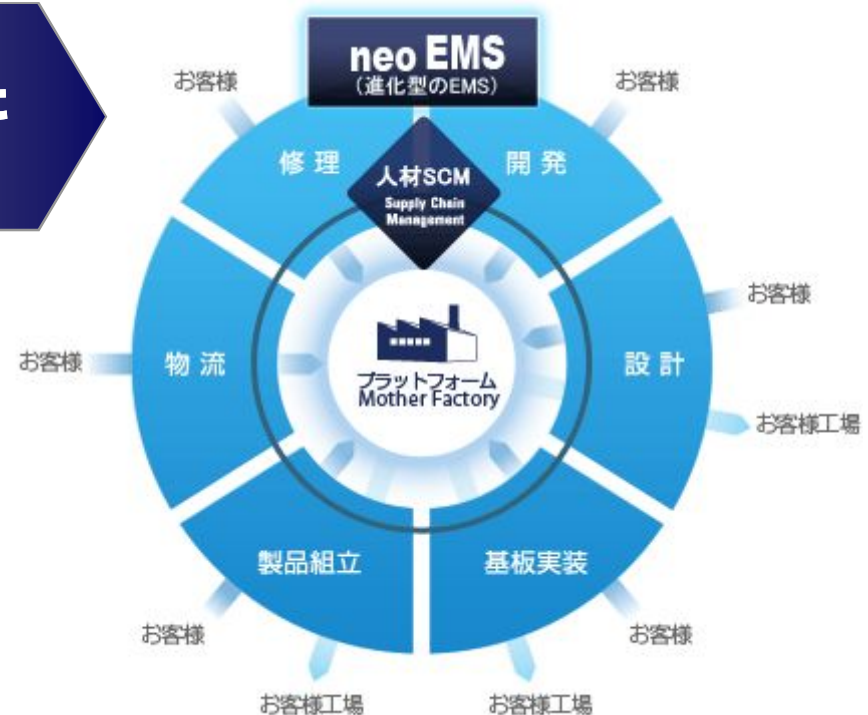 neo EMS
(進化型のEMS)
お客様
お客様
修理
開発
人材SCM
Supply Chain
Management
お客様
お客様
物流
設計
プラットフォーム
Mother Factory
お客様工場
製品組立
基板実装
お客様
お客様
お客様工場
お客様工場